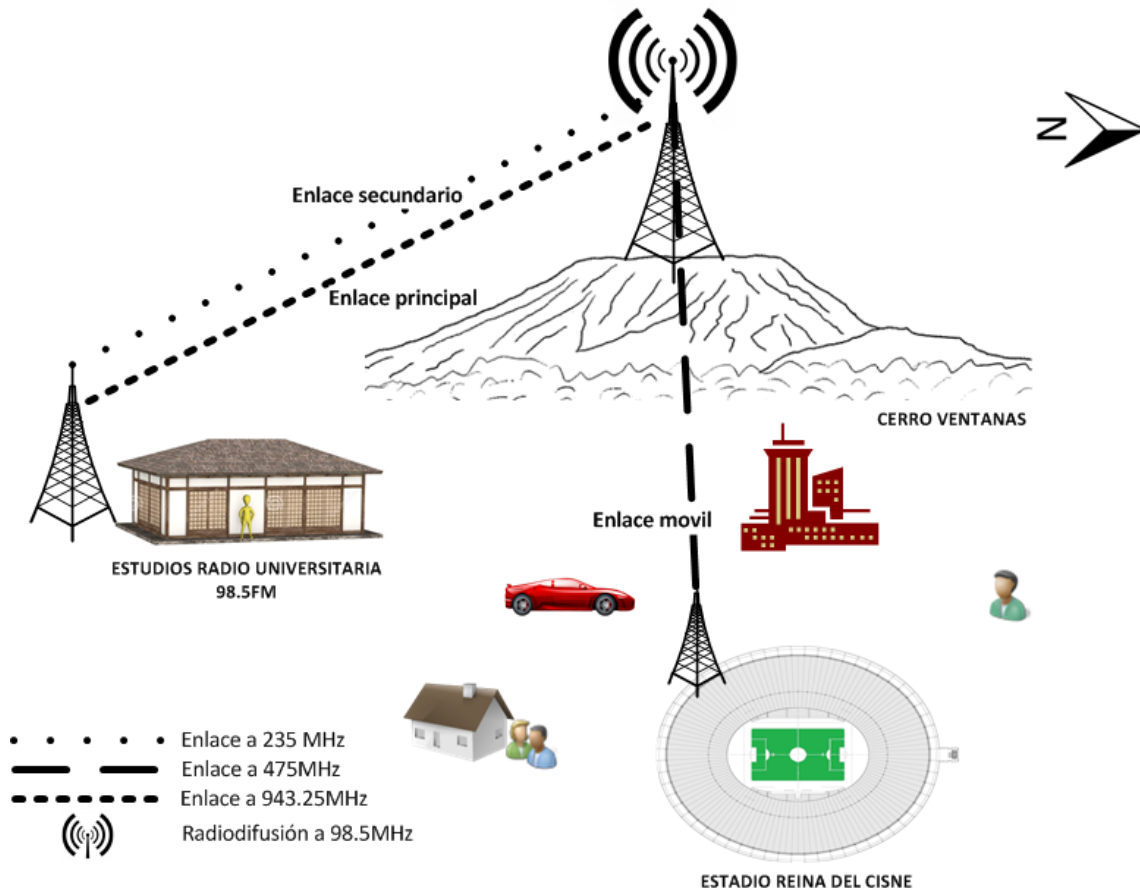 N
Enlace secundario
Enlace principal
CERRO VENTANAS
Enlace movil
ESTUDIOS RADIO UNIVERSITARIA
98.5FM
Enlace a 235 MHz
Enlace a 475MHz
Enlace a 943.25MHz
Radiodifusión a 98.5MHz
ESTADIO REINA DEL CISNE